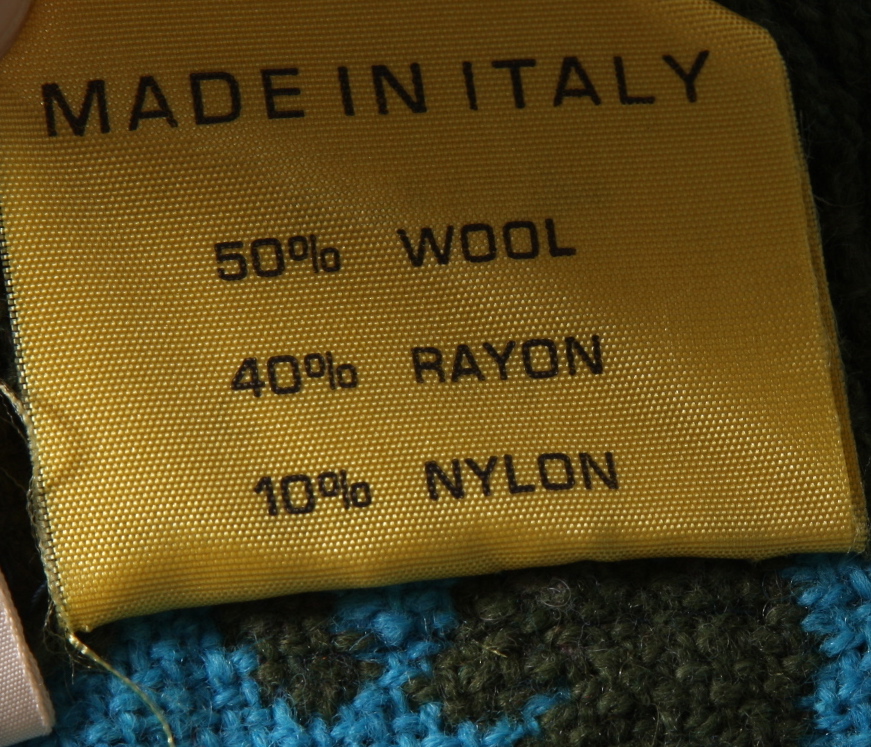 MADE IN ITALY
50% WOOL
40% RAYON
10% NYLON